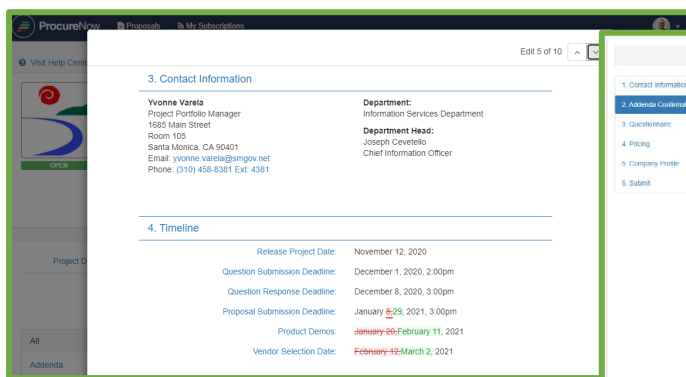 ProcureNow Proposals My Subscriptions
Visit Help Cente
OPEN
Project D
All
Addenda
Edit 5 of 10
3. Contact Information
Yvonne Varela
Project Portfolio Manager
1685 Main Street
Room 105
Santa Monica, CA 90401
Email: yvonne.varela@smgov.net
Phone: (310) 458-8381 Ext: 4381
Department:
Information Services Department
Department Head:
Joseph Cevetello
Chief Information Officer
4. Timeline
Release Project Date: November 12, 2020
Question Submission Deadline: December 1, 2020, 2:00pm
Question Response Deadline: December 8, 2020, 3:00pm
Proposal Submission Deadline: January 8,29, 2021, 3:00pm
Product Demos: January 20,February 11, 2021
Vendor Selection Date: February 12,March 2, 2021
1. Contact Information
2. Addenda Confirmat
3. Questionnaire
4. Pricing
5. Company Profile
6. Submit